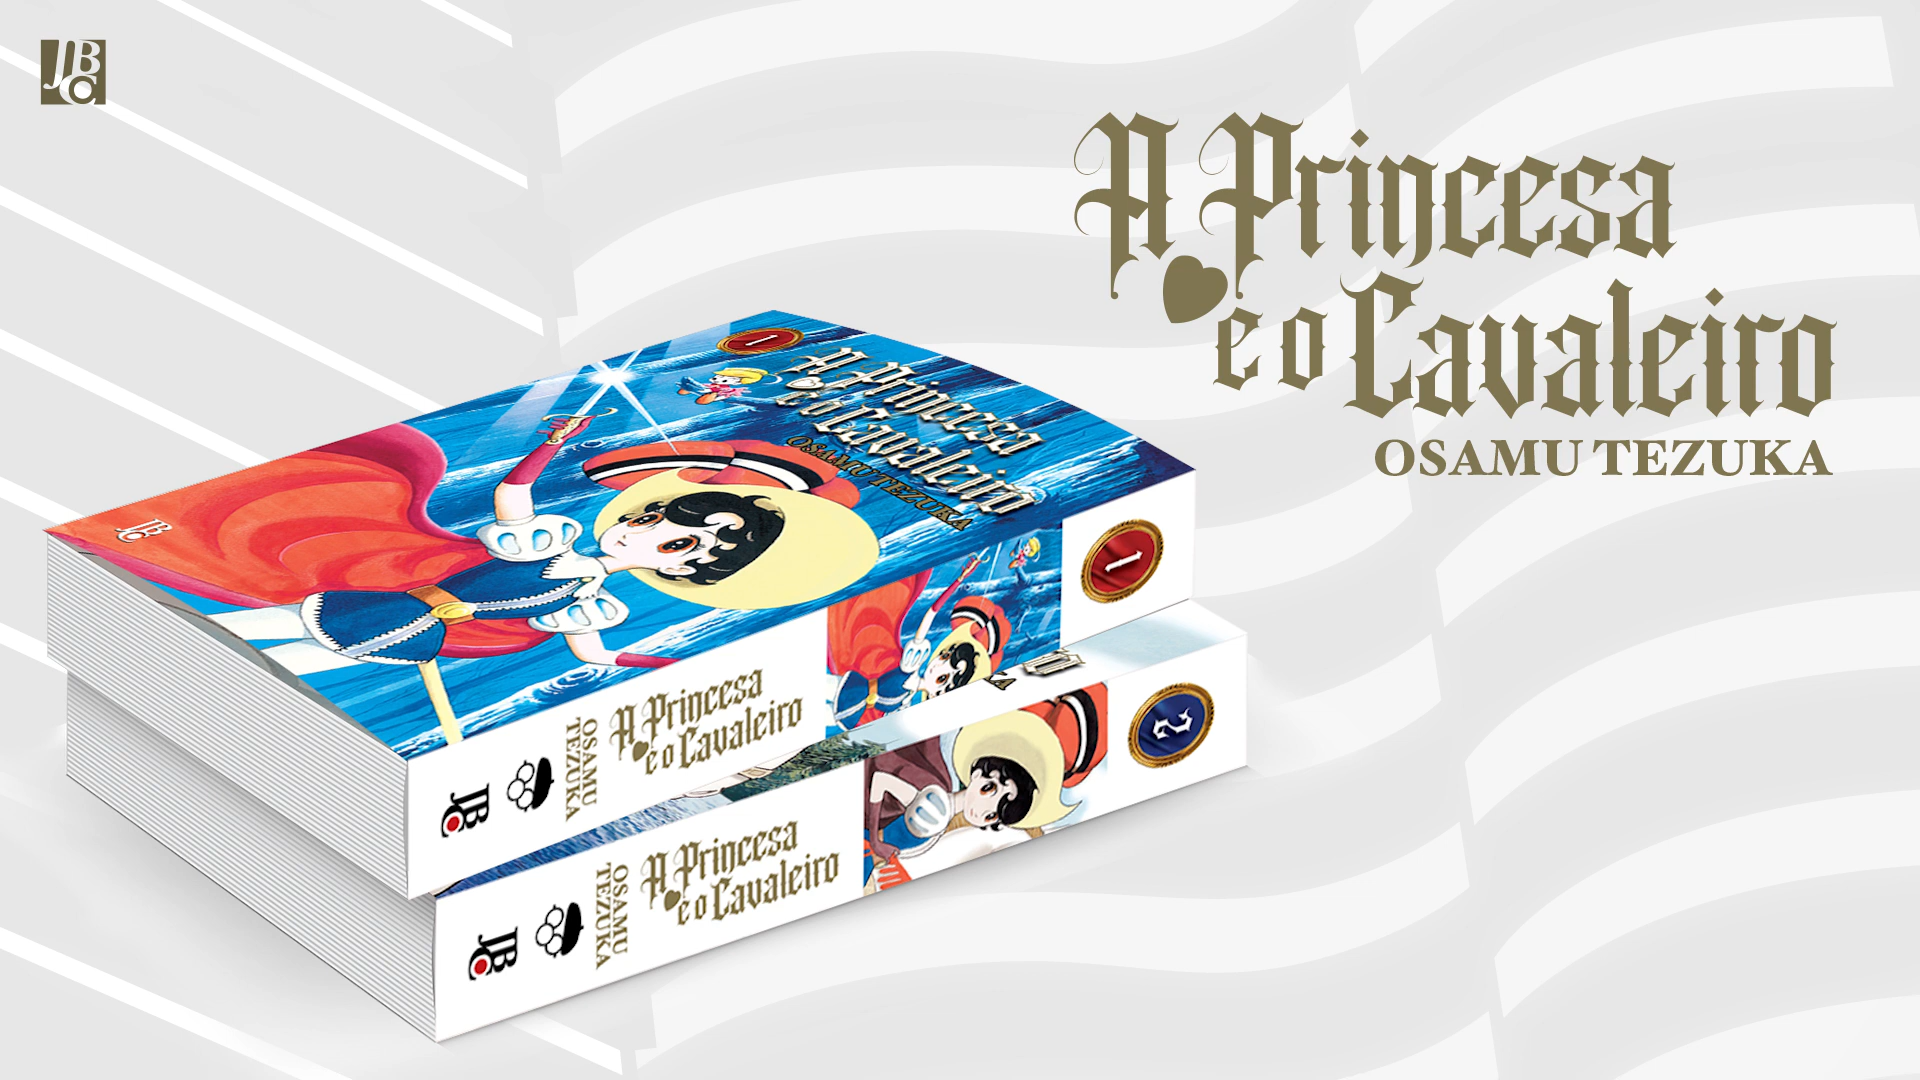 JBC
A Princesa
e o Cavaleiro
OSAMU TEZUKA
1
A Princesa
e o Cavaleiro
OSAMU TEZUKA
JBC
1
A Princesa
e o Cavaleiro
OSAMU
TEZUKA
JBC
2
A Princesa
e o Cavaleiro
OSAMU
TEZUKA
JBC